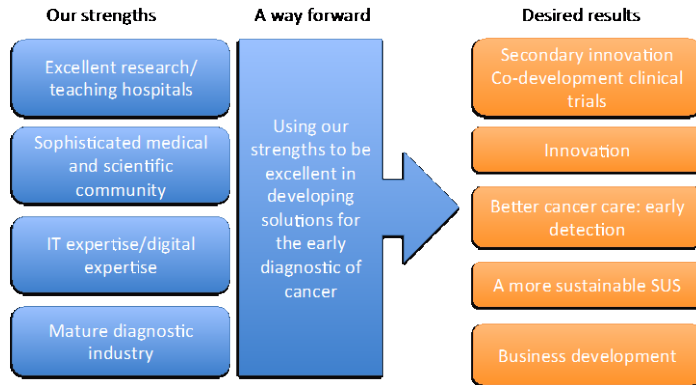 Our strengths
A way forward
Desired results
Excellent research/
teaching hospitals
Sophisticated medical
and scientific
community
IT expertise/digital
expertise
Mature diagnostic
industry
Using our
strengths to be
excellent in
developing
solutions for
the early
diagnostic of
cancer
Secondary innovation
Co-development clinical
trials
Innovation
Better cancer care: early
detection
A more sustainable SUS
Business development